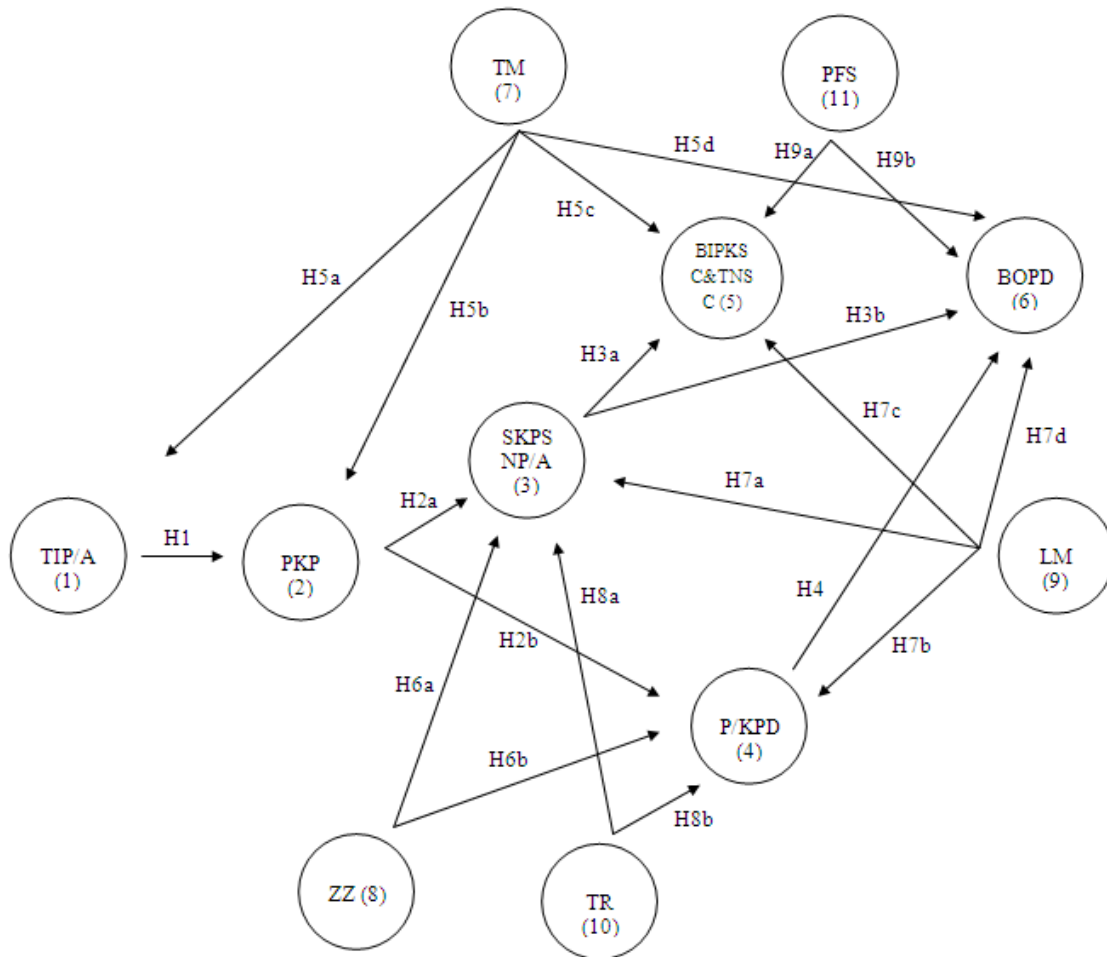 TM
(7)
PFS
(11)
H5d
H9a
H9b
H5c
BIPKS
C&TNS
C (5)
BOPD
(6)
H5a
H5b
H3b
H3a
H7c
SKPS
NP/A
(3)
H7d
H2a
H7a
H1
TIP/A
(1)
PKP
(2)
LM
(9)
H8a
H4
H2b
H7b
H6a
P/KPD
(4)
H6b
H8b
ZZ (8)
TR
(10)